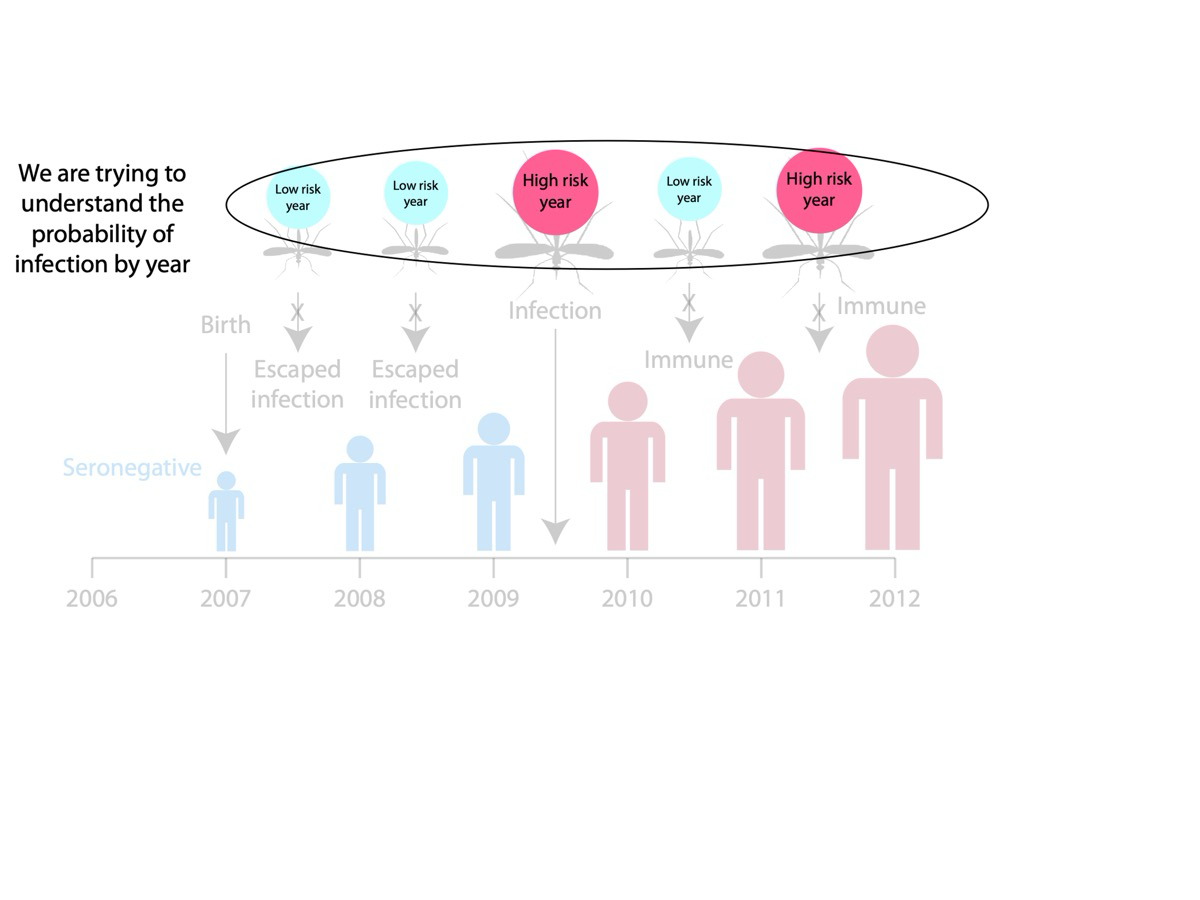 We are trying to
understand the
probability of
infection by year
Low risk
year
Low risk
year
High risk
year
Low risk
year
High risk
year
Birth
X
Escaped
infection
X
Escaped
infection
Infection
X
Immune
X
Immune
Seronegative
2006 2007 2008 2009 2010 2011 2012